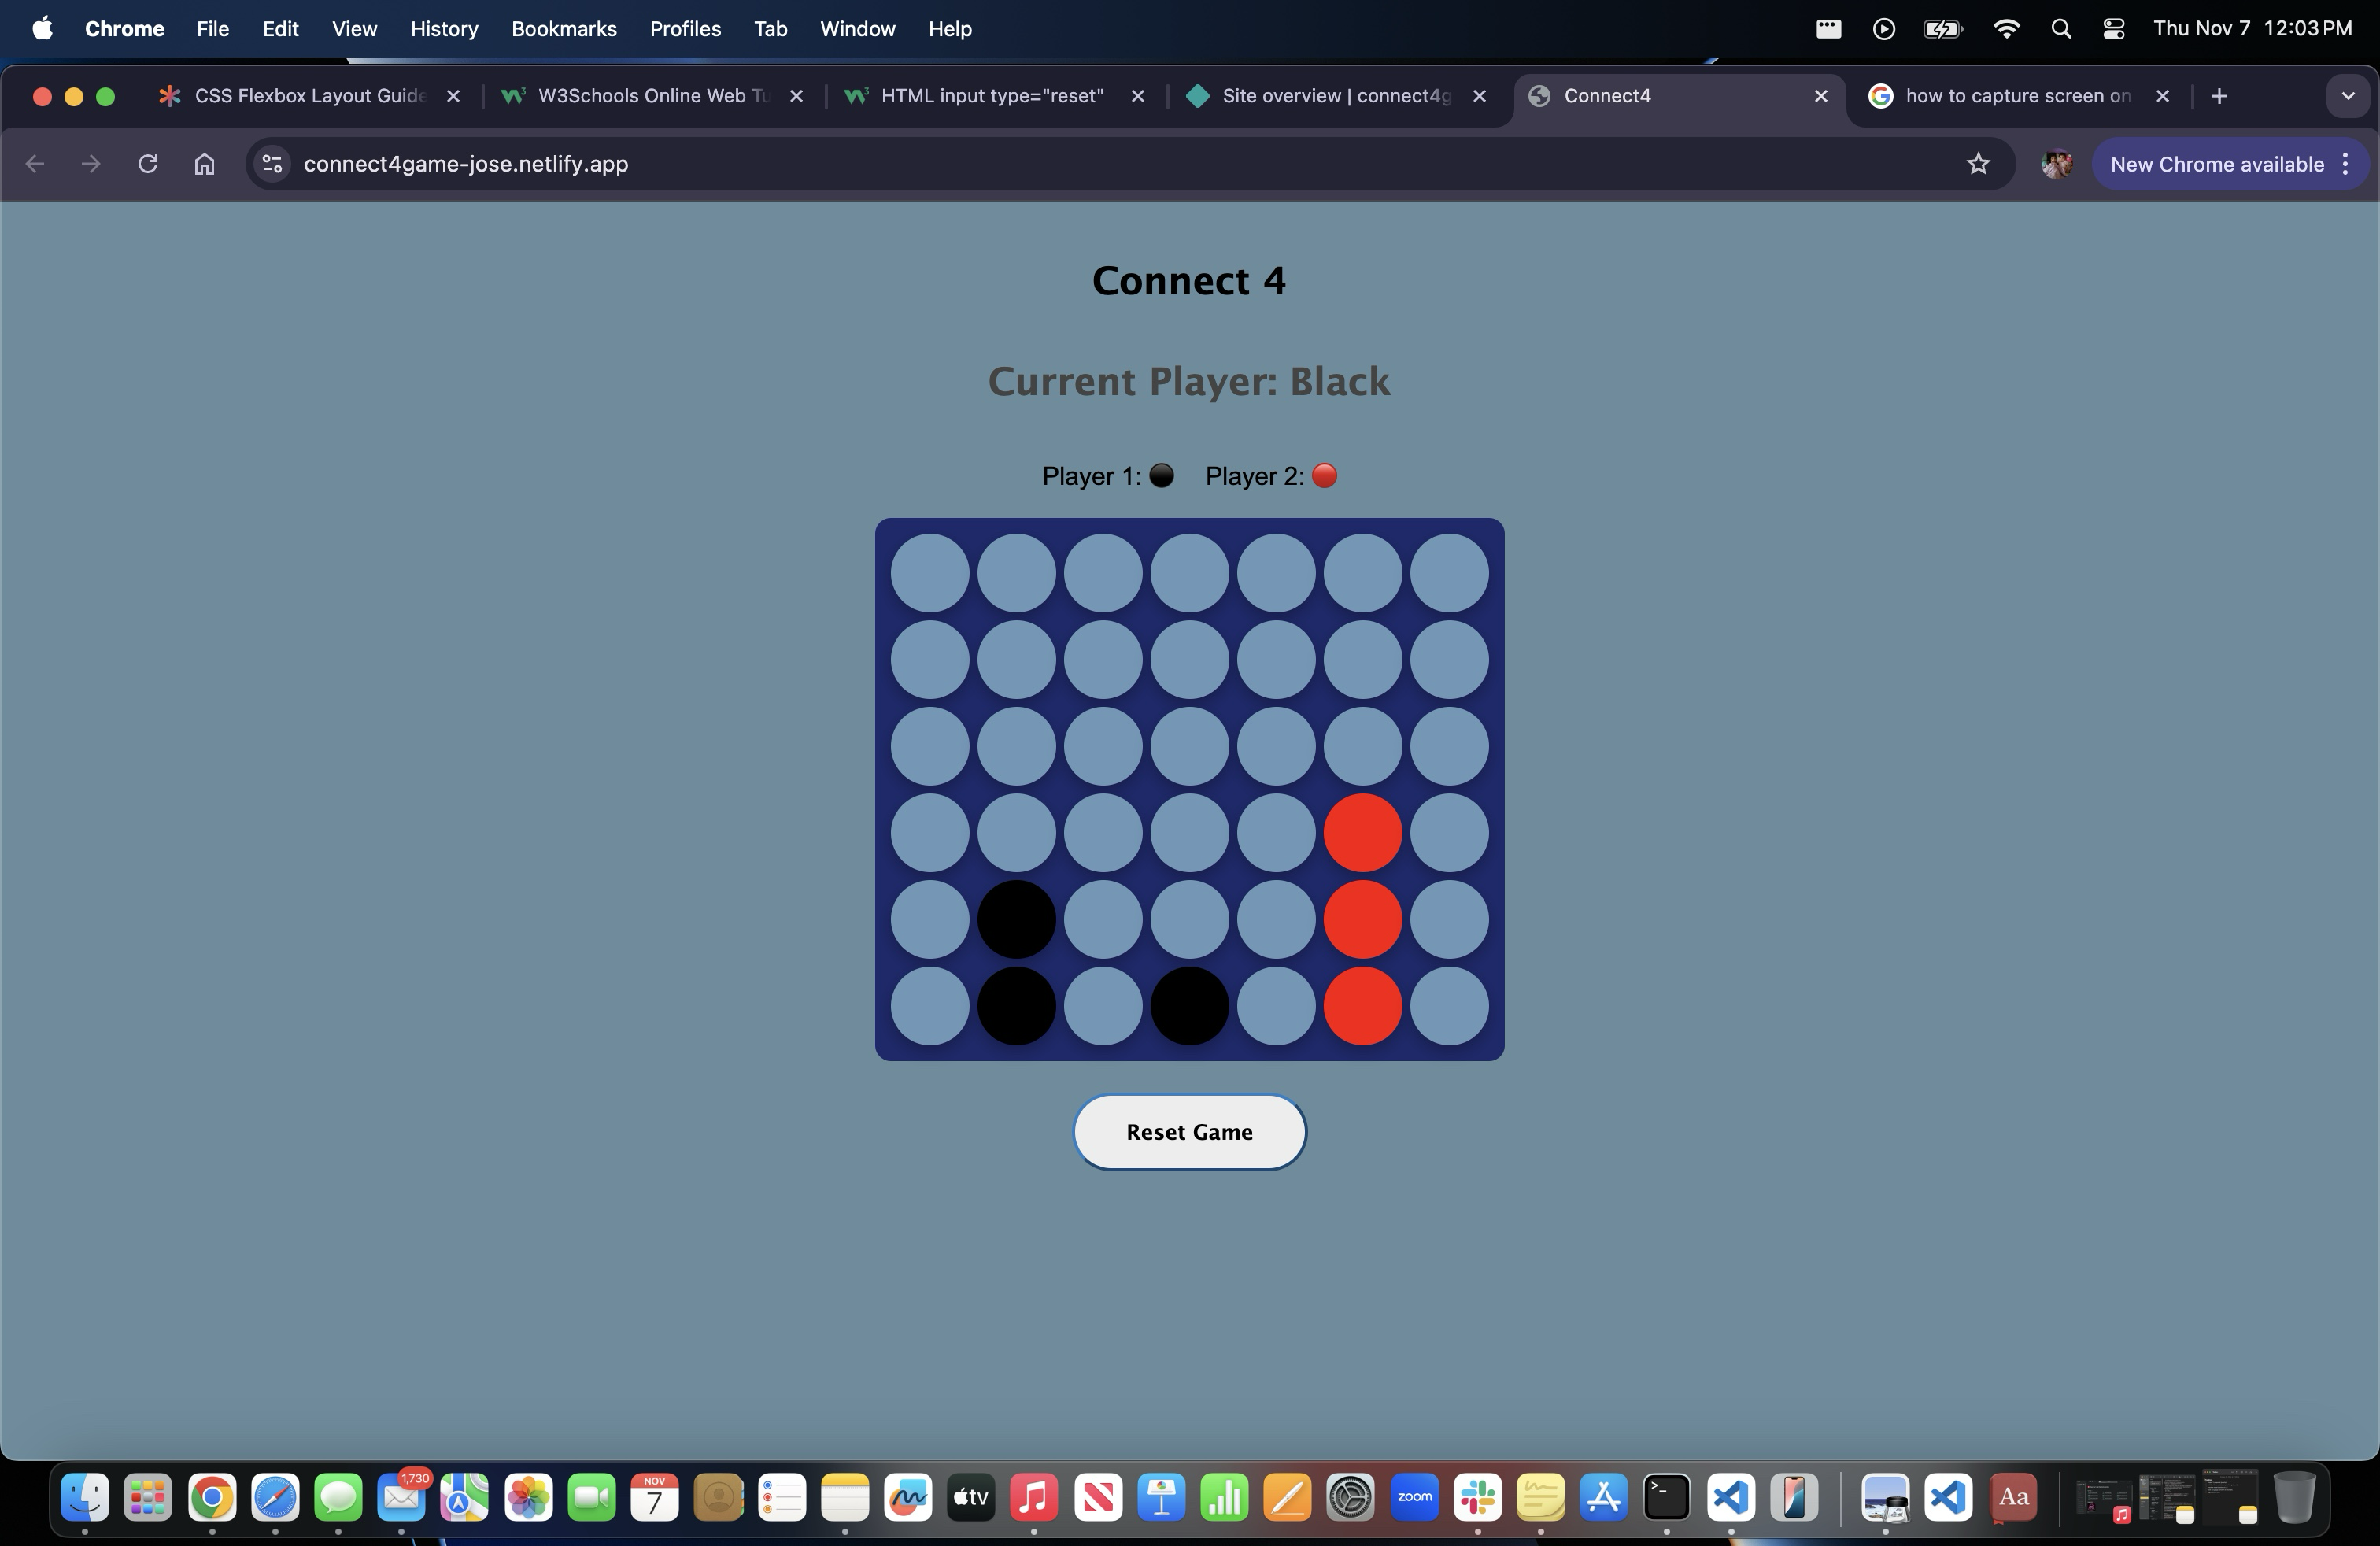 Chrome File Edit View History Bookmarks Profiles Tab Window Help Thu Nov 7 12:03 PM
CSS Flexbox Layout Guide W3Schools Online Web Tu HTML input type="reset" Site overview | connect4g Connect4 how to capture screen on
connect4game-jose.netlify.app New Chrome available
Connect 4
Current Player: Black
Player 1: Player 2:
Reset Game
1,730
NOV
7
tv
zoom
>_
Aa